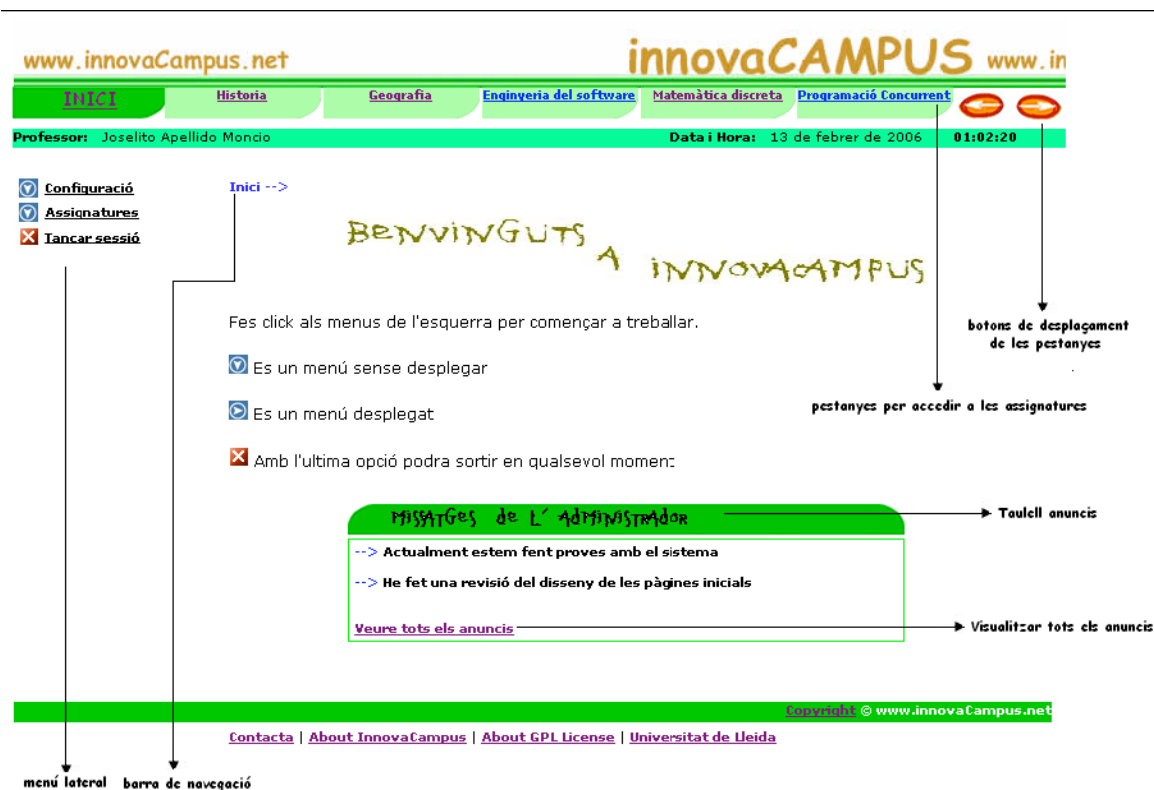 www.innovaCampus.net innovaCAMPUS www.in
INICI Historia Geografia Enginyeria del software Matemàtica discreta Programació Concurrent
Professor: Joselito Apellido Moncio Data i Hora: 13 de febrer de 2006 01:02:20
Configuració Inici -->
Assignatures
Tancar sessió
BENVINGUTS A INNOVACAMPUS
Fes click als menus de l'esquerra per començar a treballar.
botons de desplaçament
de les pestanyes
Es un menú sense desplegar
Es un menú desplegat
pestanyes per accedir a les assignatures
Amb l'ultima opció podra sortir en qualsevol moment
MISSATGES de L' AdMINISTRAdOR
Taulell anuncis
--> Actualment estem fent proves amb el sistema
--> He fet una revisió del disseny de les pàgines inicials
Veure tots els anuncis
Visualitzar tots els anuncis
Copyright © www.innovaCampus.net
Contacta | About InnovaCampus | About GPL License | Universitat de Lleida
menú lateral barra de navegació